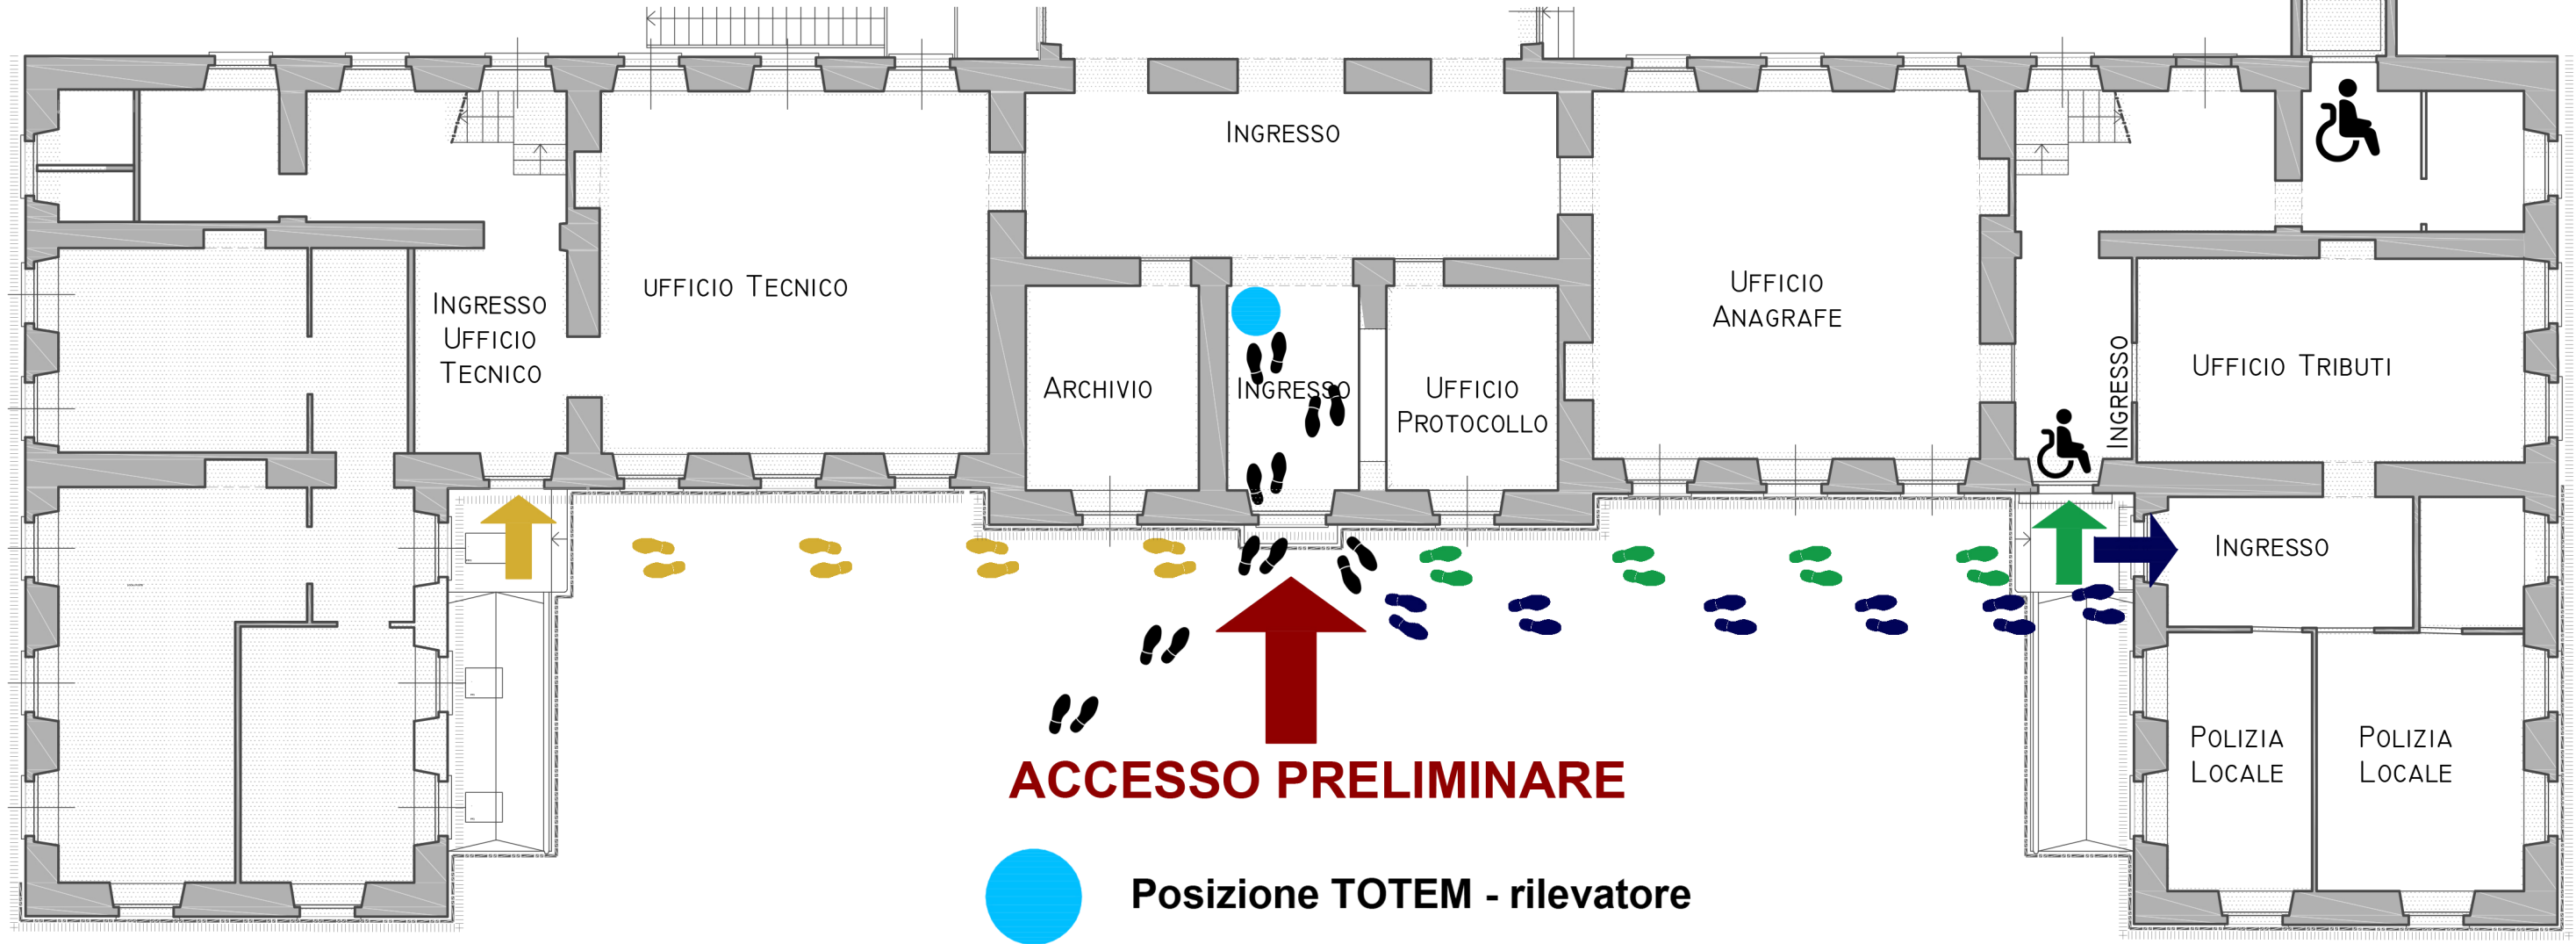 INGRESSO
INGRESSO
UFFICIO
TECNICO
UFFICIO TECNICO
ARCHIVIO
INGRESSO
UFFICIO
PROTOCOLLO
UFFICIO
ANAGRAFE
INGRESSO
UFFICIO TRIBUTI
INGRESSO
POLIZIA
LOCALE
POLIZIA
LOCALE
ACCESSO PRELIMINARE
Posizione TOTEM - rilevatore